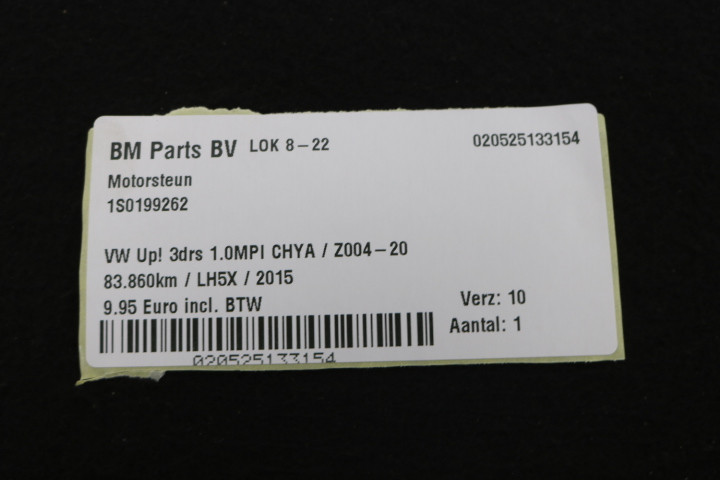 BM Parts BV LOK 8-22 020525133154
Motorsteun
1S0199262
VW Up! 3drs 1.0MPI CHYA / Z004-20
83.860km / LH5X / 2015
9.95 Euro incl. BTW
Verz: 10
Aantal: 1
020525133154